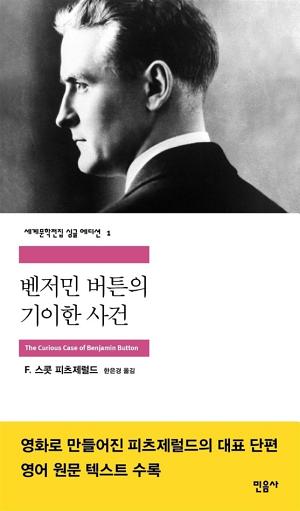 세계문학전집 싱글 에디션 1
벤저민 버튼의
기이한 사건
The Curious Case of Benjamin Button
F. 스콧 피츠제럴드 한은경 옮김
영화로 만들어진 피츠제럴드의 대표 단편
영어 원문 텍스트 수록
민음사